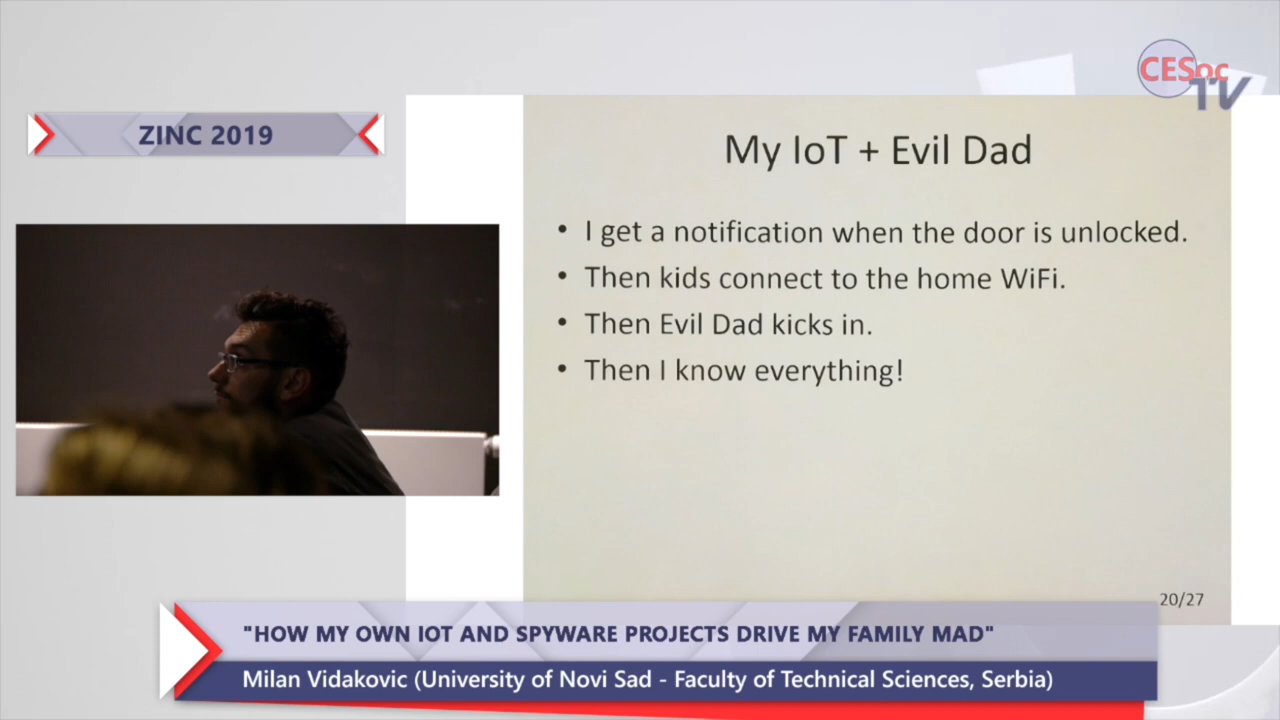 CESoc
TV
ZINC 2019
My IoT + Evil Dad
• I get a notification when the door is unlocked.
• Then kids connect to the home WiFi.
• Then Evil Dad kicks in.
• Then I know everything!
20/27
"HOW MY OWN IOT AND SPYWARE PROJECTS DRIVE MY FAMILY MAD"
Milan Vidakovic (University of Novi Sad - Faculty of Technical Sciences, Serbia)